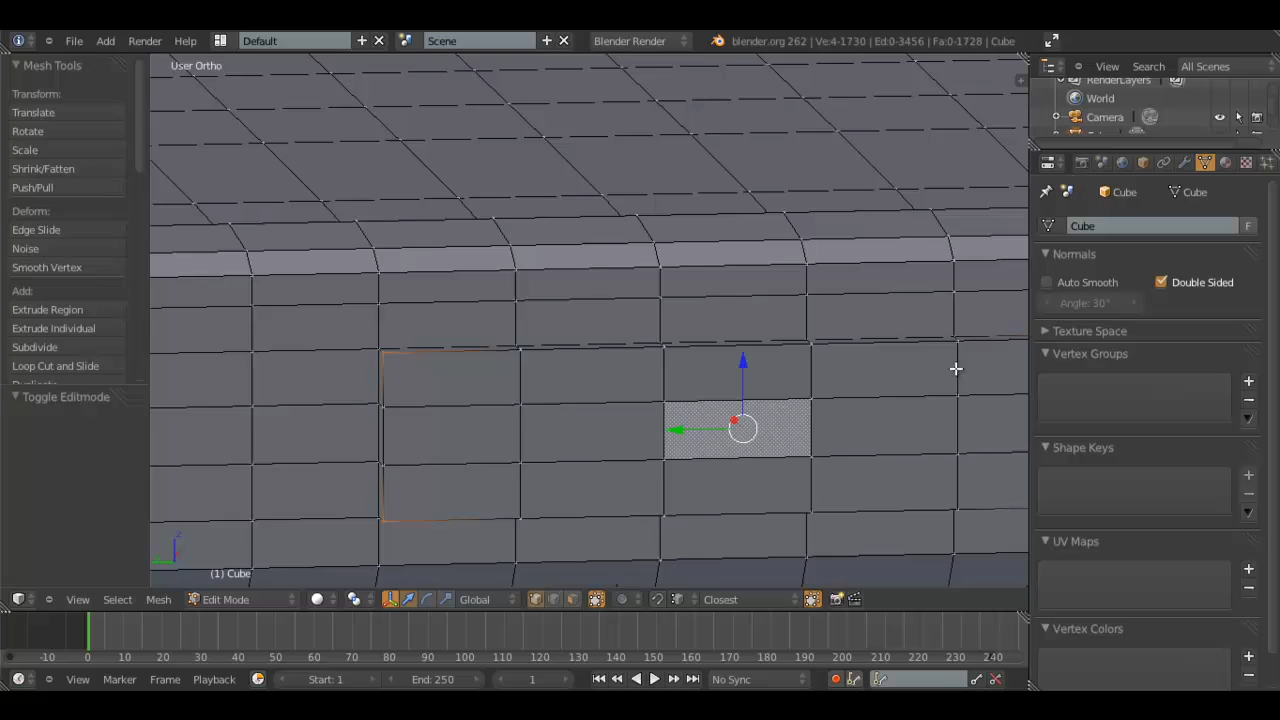 File Add Render Help Default Scene Blender Render blender.org 262 | Ve:4-1730 | Ed:0-3456 | Fa:0-1728 | Cube
View Search All Scenes
Mesh Tools
User Ortho
RenderLayers
World
Camera
Transform:
Translate
Rotate
Scale
Shrink/Fatten
Push/Pull
Deform:
Edge Slide
Noise
Smooth Vertex
Add:
Extrude Region
Extrude Individual
Subdivide
Loop Cut and Slide
Toggle Editmode
Cube Cube
Cube F
Normals
Auto Smooth Double Sided
Angle: 30°
Texture Space
Vertex Groups
Shape Keys
UV Maps
Vertex Colors
z
(1) Cube
View Select Mesh Edit Mode Global Closest
-10 0 10 20 30 40 50 60 70 80 90 100 110 120 130 140 150 160 170 180 190 200 210 220 230 240
View Marker Frame Playback Start: 1 End: 250 1 No Sync